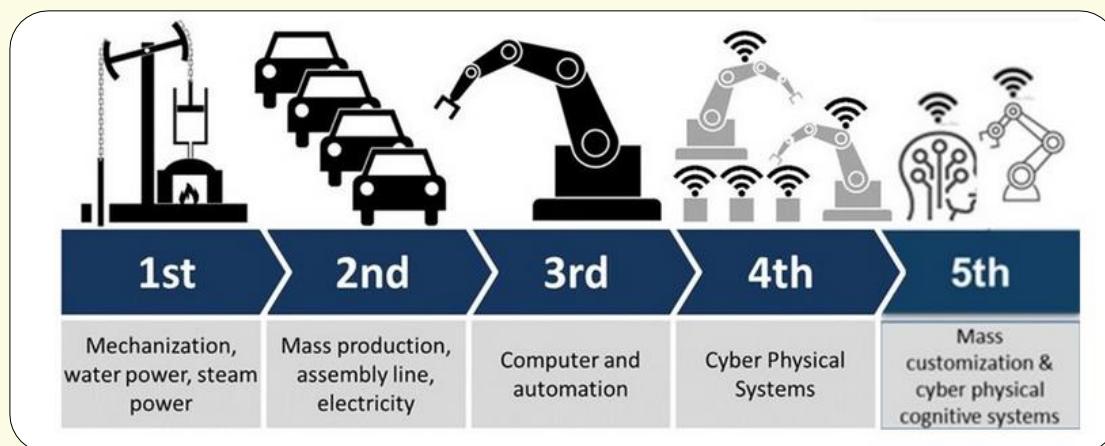 1st
2nd
3rd
4th
5th
Mechanization,
water power, steam
power
Mass production,
assembly line,
electricity
Computer and
automation
Cyber Physical
Systems
Mass
customization &
cyber physical
cognitive systems